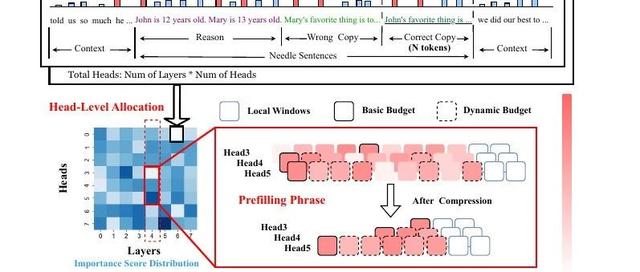 told us so much he ... John is 12 years old. Mary is 13 years old. Mary's favorite thing is to... John's favorite thing is ... we did our best to ...
Context
Reason
Wrong Copy
Correct Copy
(N tokens)
Context
Needle Sentences
Total Heads: Num of Layers * Num of Heads
Head-Level Allocation
Local Windows
Basic Budget
Dynamic Budget
Heads
0
1
2
3
4
5
6
7
0 1 2 3 4 5 6 7
Layers
Importance Score Distribution
Head3
Head4
Head5
Prefilling Phrase
After Compression
Head3
Head4
Head5